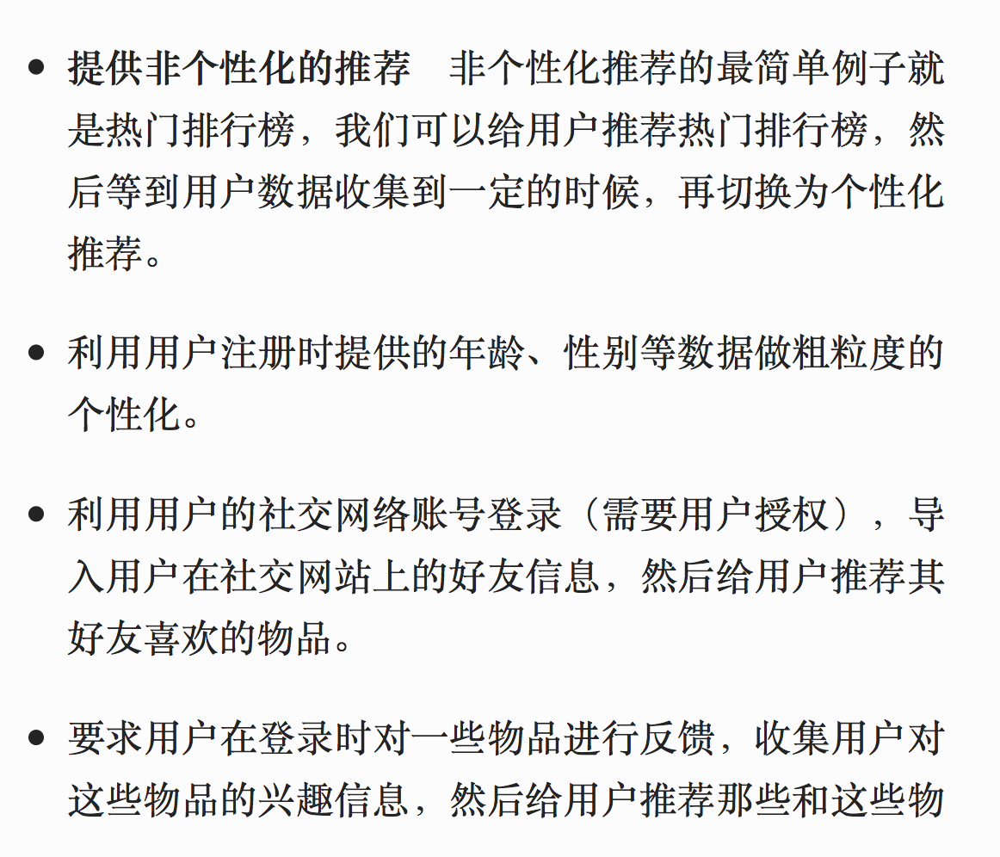 • 提供非个性化的推荐　非个性化推荐的最简单例子就
是热门排行榜，我们可以给用户推荐热门排行榜，然
后等到用户数据收集到一定的时候，再切换为个性化
推荐。
• 利用用户注册时提供的年龄、性别等数据做粗粒度的
个性化。
• 利用用户的社交网络账号登录（需要用户授权），导
入用户在社交网站上的好友信息，然后给用户推荐其
好友喜欢的物品。
• 要求用户在登录时对一些物品进行反馈，收集用户对
这些物品的兴趣信息，然后给用户推荐那些和这些物